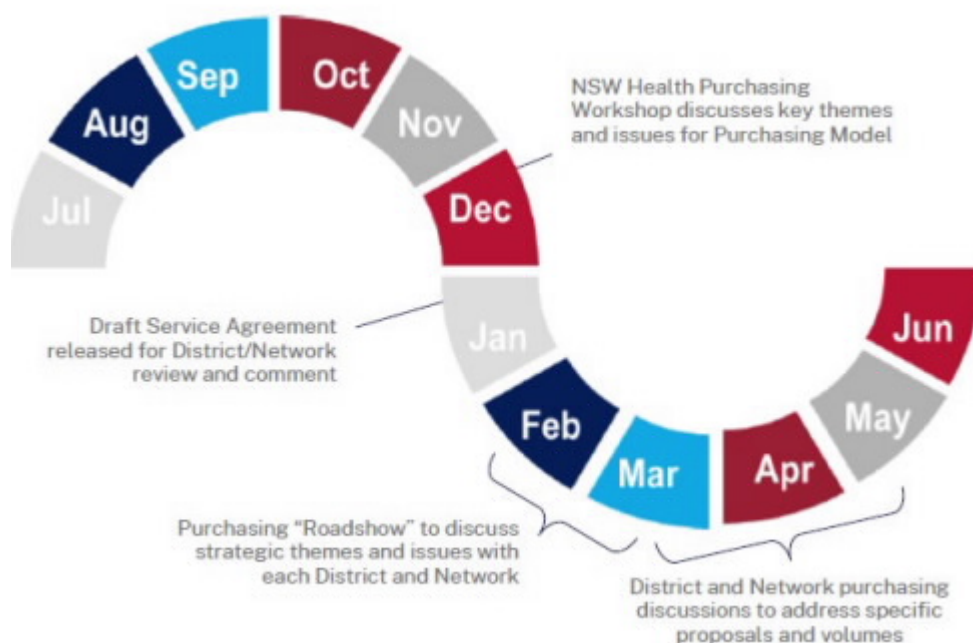 Jul
Aug
Sep
Oct
Nov
Dec
NSW Health Purchasing
Workshop discusses key themes
and issues for Purchasing Model
Jan
Draft Service Agreement
released for District/Network
review and comment
Feb
Mar
Apr
May
Jun
Purchasing “Roadshow” to discuss
strategic themes and issues with
each District and Network
District and Network purchasing
discussions to address specific
proposals and volumes